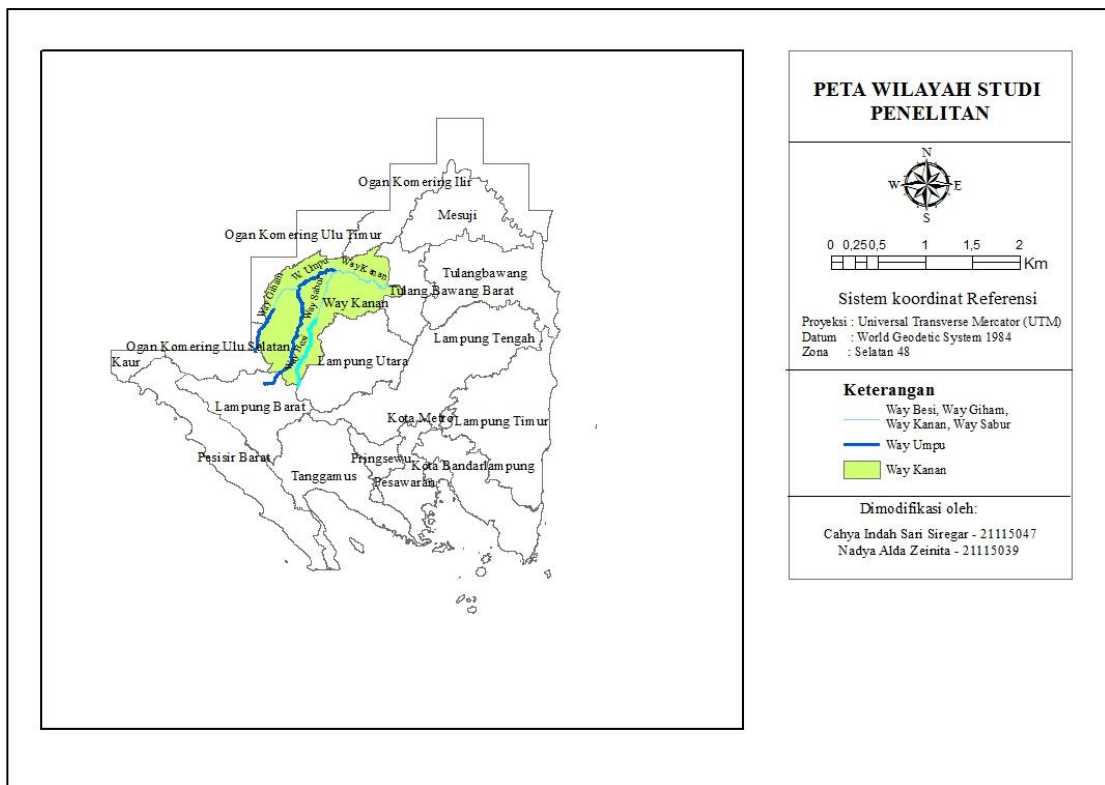 PETA WILAYAH STUDI
PENELITAN
N
W E
S
0 0,250,5 1 1,5 2
Km
Sistem koordinat Referensi
Proyeksi : Universal Transverse Mercator (UTM)
Datum : World Geodetic System 1984
Zona : Selatan 48
Keterangan
Way Besi, Way Giham,
Way Kanan, Way Sabur
Way Umpu
Way Kanan
Dimodifikasi oleh:
Cahya Indah Sari Siregar - 21115047
Nadya Alda Zeinita - 21115039
Ogan Komering Ilir
Mesuji
Ogan Komering Ulu Timur
W. Umpu
Way Kanan
Tulangbawang
Way Giham
Way Sabur
Tulang Bawang Barat
Way Kanan
Lampung Tengah
Ogan Komering Ulu Selatan
Way Besi
Kaur
Lampung Utara
Lampung Barat
Kota Metro
Lampung Timur
Pesisir Barat
Pringsewu
Kota Bandarlampung
Tanggamus
Pesawaran